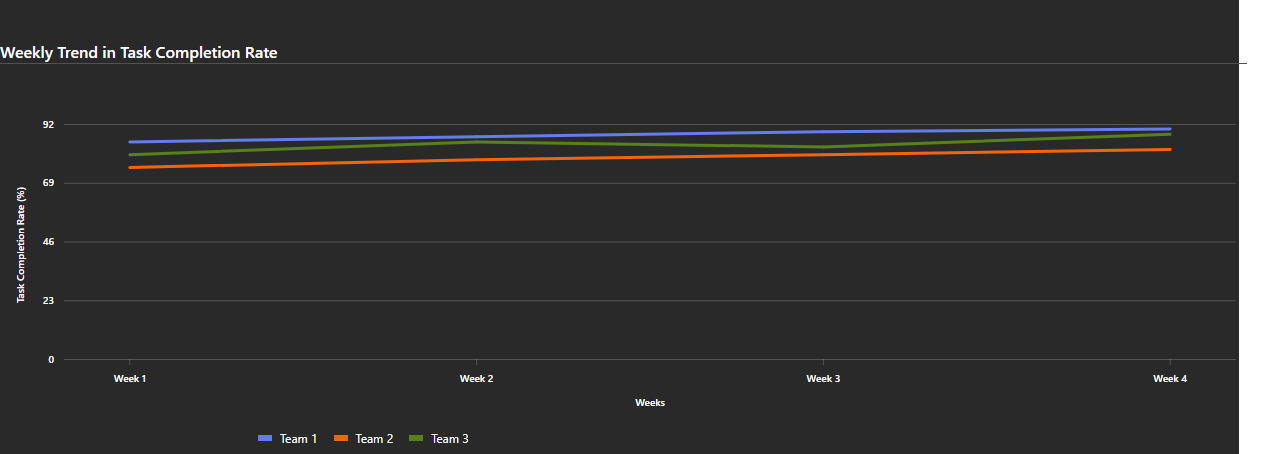 Weekly Trend in Task Completion Rate
92
69
46
23
0
Task Completion Rate (%)
Week 1 Week 2 Week 3 Week 4
Weeks
Team 1 Team 2 Team 3